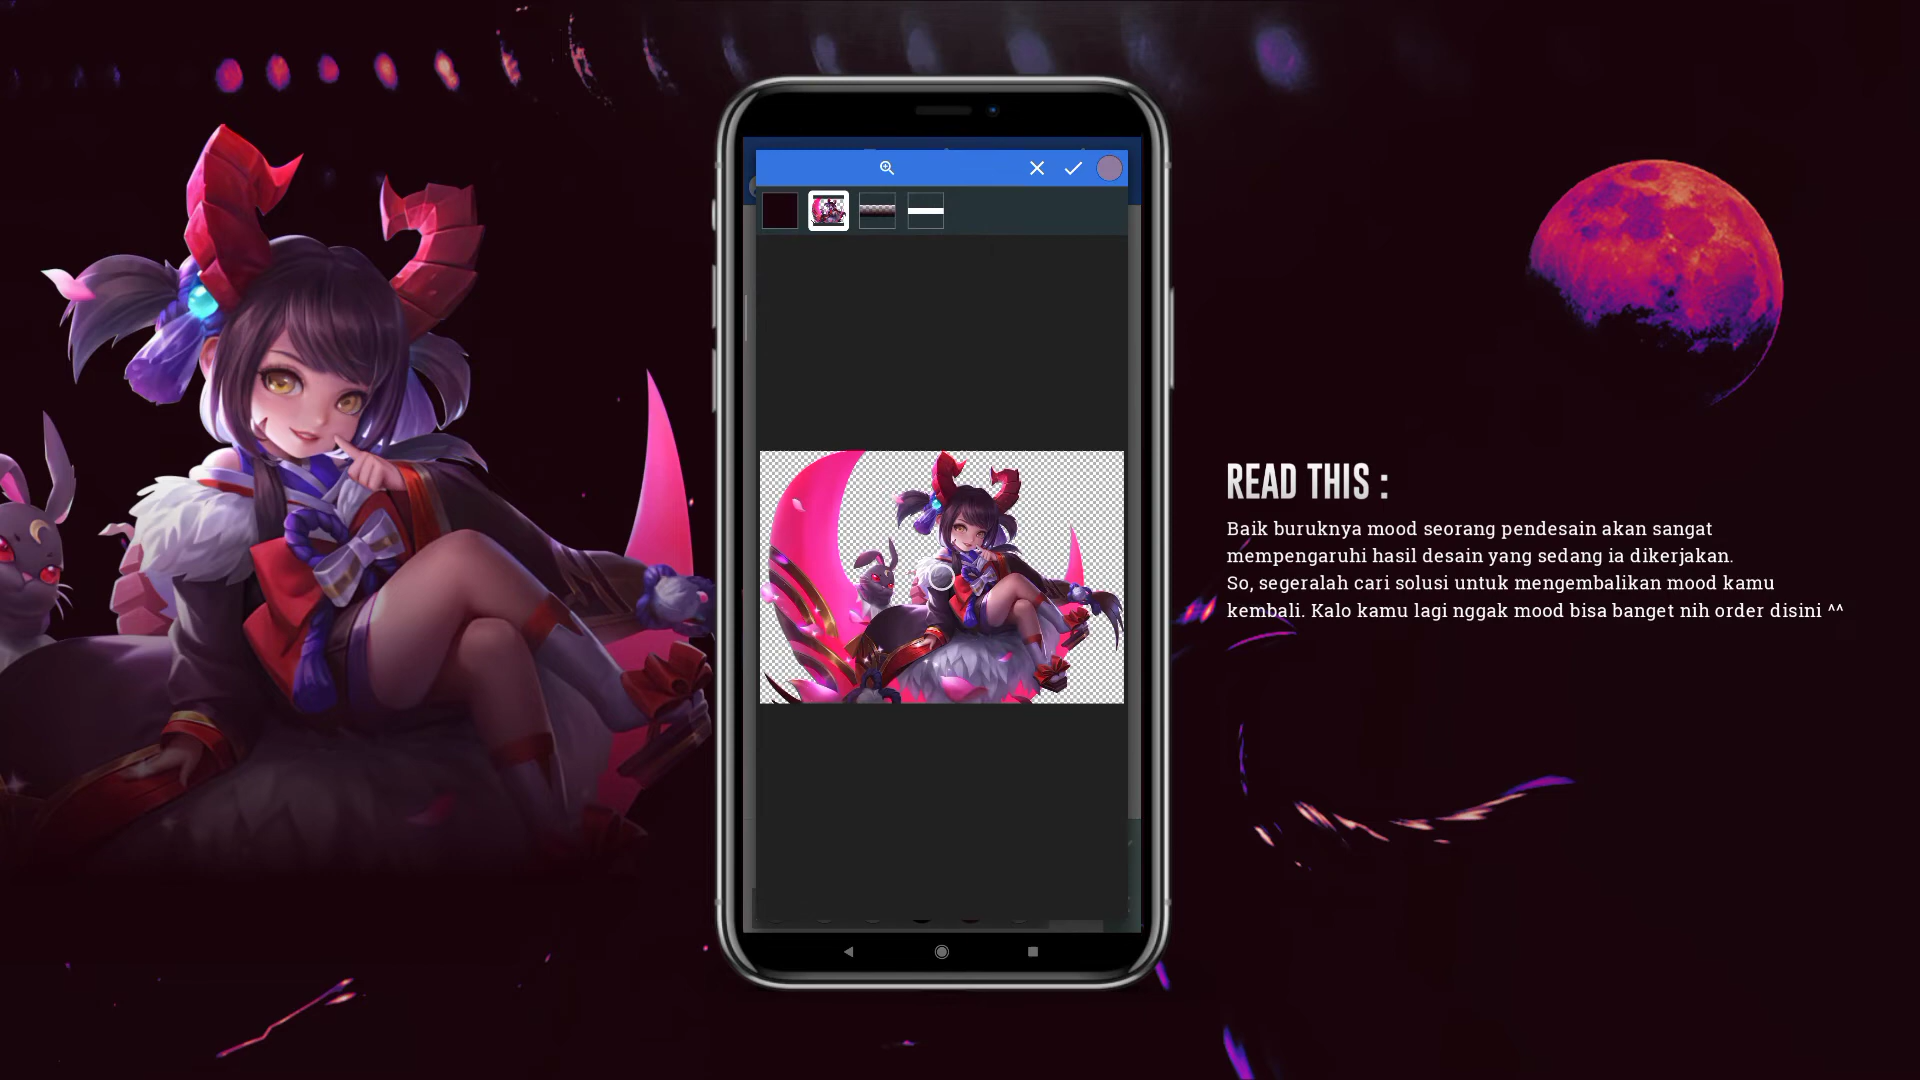 READ THIS :
Baik buruknya mood seorang pendesain akan sangat
mempengaruhi hasil desain yang sedang ia dikerjakan.
So, segeralah cari solusi untuk mengembalikan mood kamu
kembali. Kalo kamu lagi nggak mood bisa banget nih order disini ^^